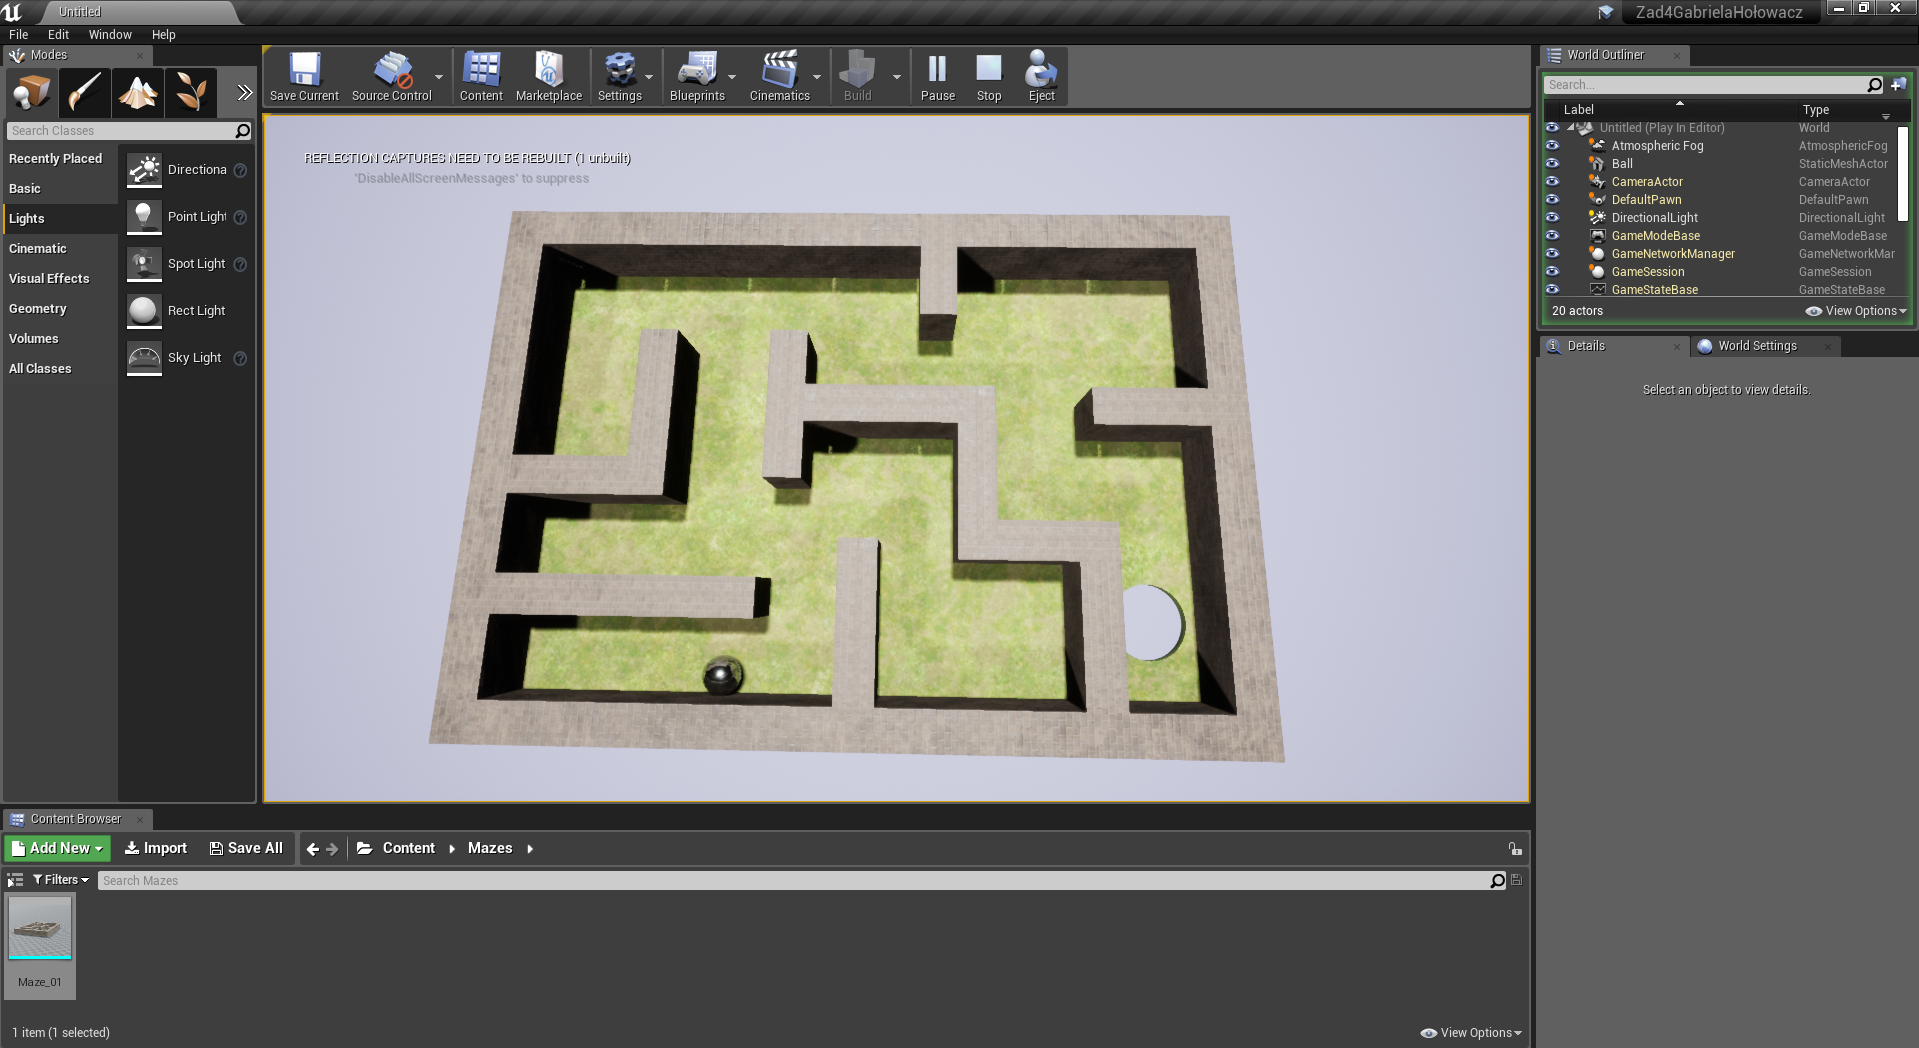 Untitled
Zad4GabrielaHołowacz
File Edit Window Help
Modes
Search Classes
Recently Placed
Basic
Lights
Cinematic
Visual Effects
Geometry
Volumes
All Classes
Directiona
Point Light
Spot Light
Rect Light
Sky Light
Save Current
Source Control
Content
Marketplace
Settings
Blueprints
Cinematics
Build
Pause
Stop
Eject
REFLECTION CAPTURES NEED TO BE REBUILT (1 unbuilt)
'DisableAllScreenMessages' to suppress
World Outliner
Search...
Label Type
Untitled (Play In Editor) World
Atmospheric Fog AtmosphericFog
Ball StaticMeshActor
CameraActor CameraActor
DefaultPawn DefaultPawn
DirectionalLight DirectionalLight
GameModeBase GameModeBase
GameNetworkManager GameNetworkMar
GameSession GameSession
GameStateBase GameStateBase
20 actors View Options
Details World Settings
Select an object to view details.
Content Browser
Add New Import Save All Content Mazes
Filters Search Mazes
Maze_01
1 item (1 selected) View Options